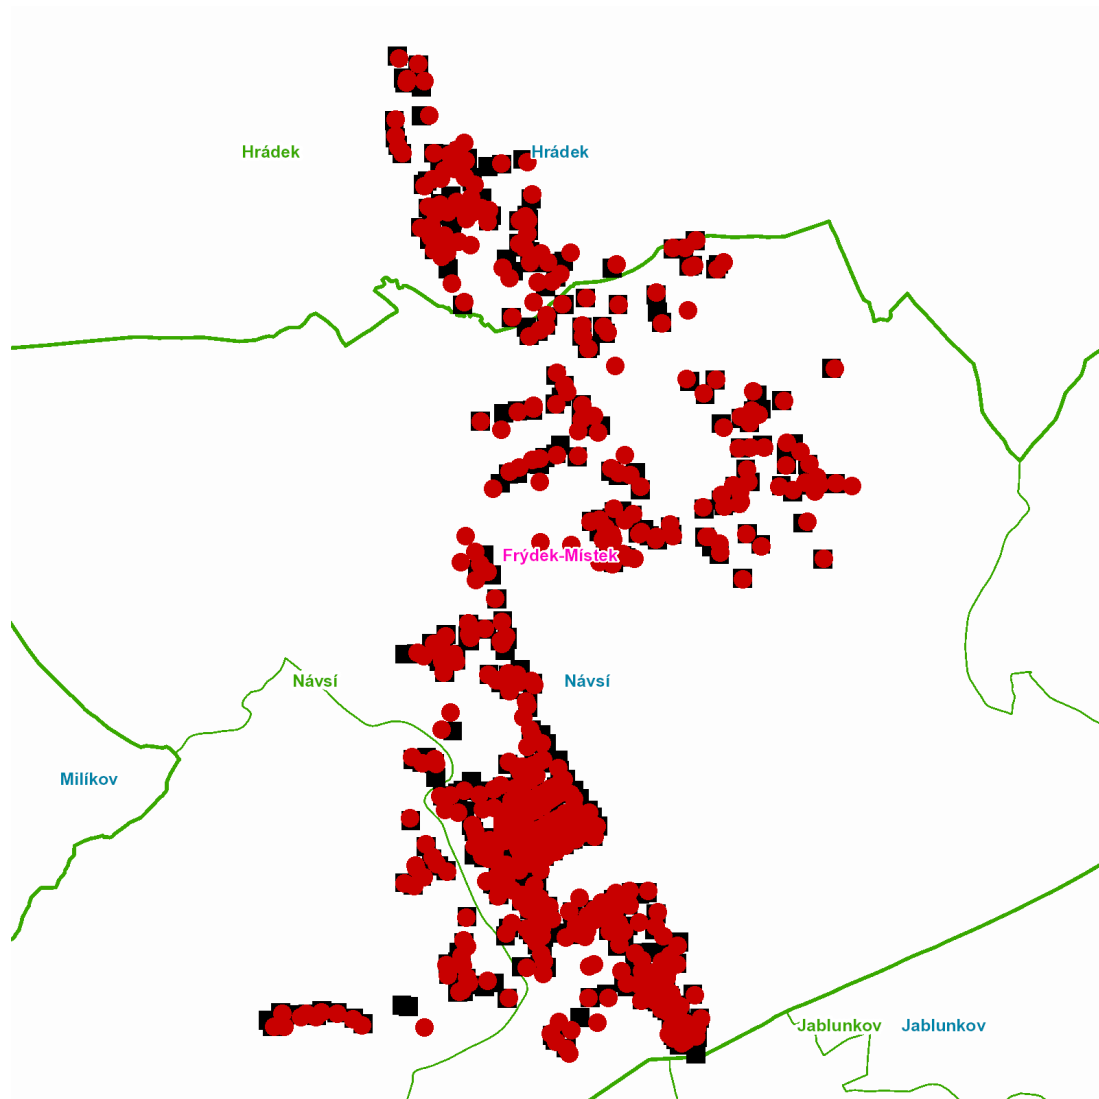 Hrádek
Hrádek
Frýdek-Místek
Návsí
Návsí
Milíkov
Jablunkov
Jablunkov